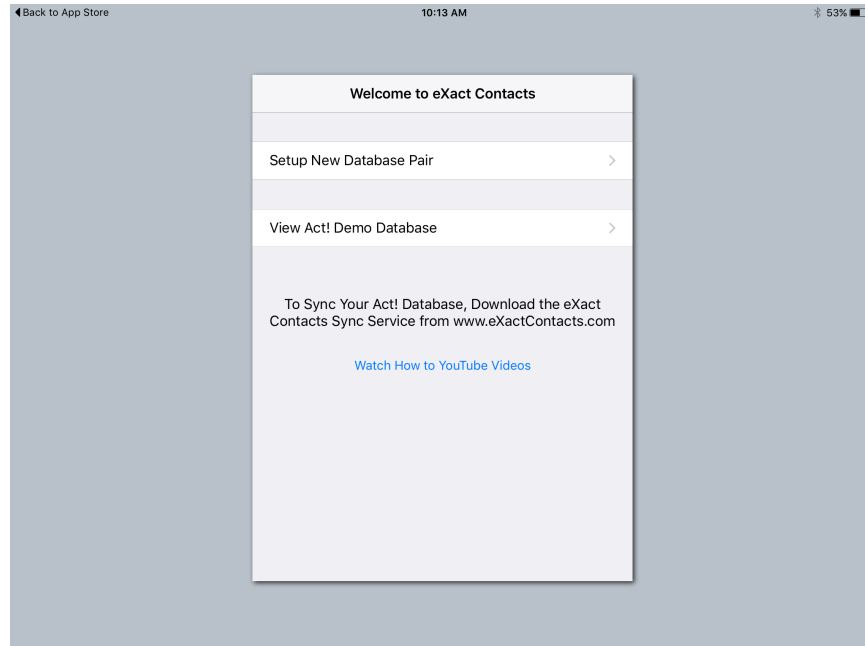 Back to App Store 10:13 AM 53%
Welcome to eXact Contacts
Setup New Database Pair
View Act! Demo Database
To Sync Your Act! Database, Download the eXact
Contacts Sync Service from www.eXactContacts.com
Watch How to YouTube Videos